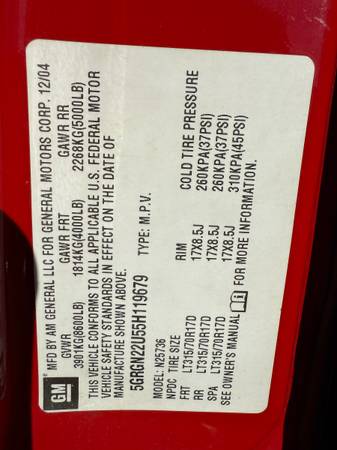 GM
MFD BY AM GENERAL LLC FOR GENERAL MOTORS CORP. 12/04
GVWR GAWR FRT GAWR RR
3901KG(8600LB) 1814KG(4000LB) 2268KG(5000LB)
THIS VEHICLE CONFORMS TO ALL APPLICABLE U.S. FEDERAL MOTOR
VEHICLE SAFETY STANDARDS IN EFFECT ON THE DATE OF
MANUFACTURE SHOWN ABOVE.
5GRGN22U55H119679 TYPE: M.P.V.
MODEL: N25736
NPDC TIRE SIZE RIM COLD TIRE PRESSURE
FRT LT315/70R17D 17X8.5J 260KPA(37PSI)
RR LT315/70R17D 17X8.5J 260KPA(37PSI)
SPA LT315/70R17D 17X8.5J 310KPA(45PSI)
SEE OWNER'S MANUAL FOR MORE INFORMATION.